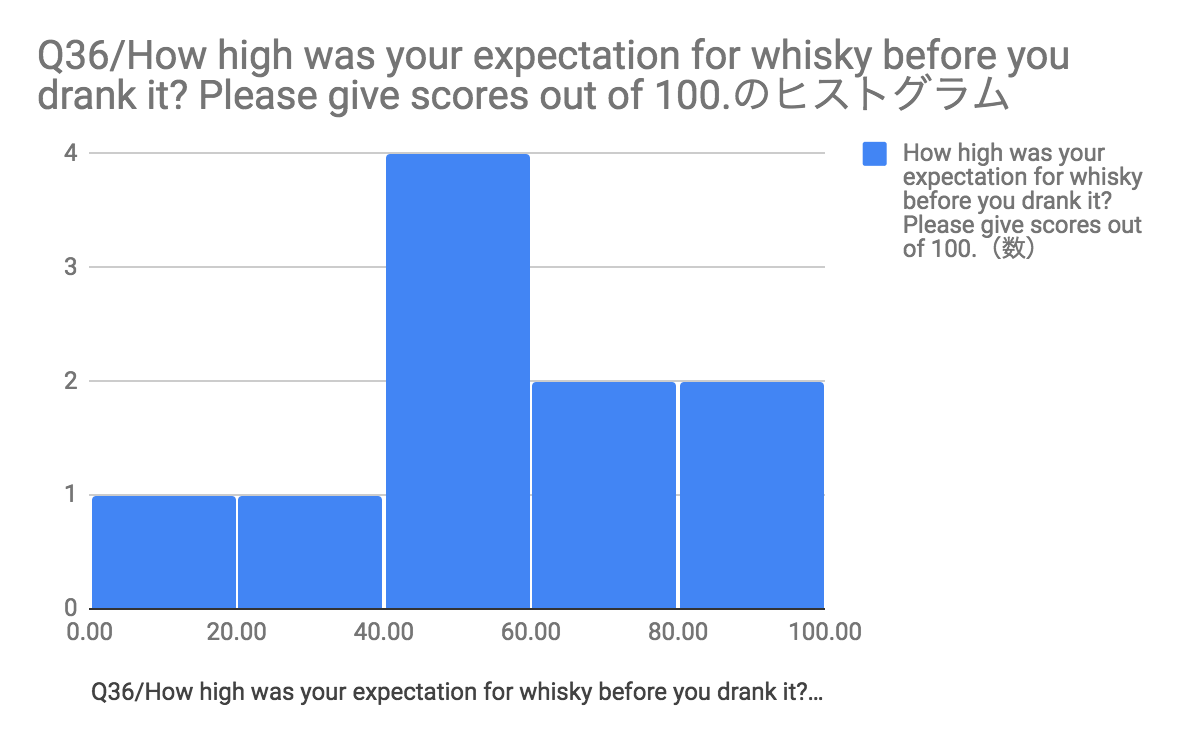 Q36/How high was your expectation for whisky before you
drank it? Please give scores out of 100.のヒストグラム
4
3
2
1
0
0.00 20.00 40.00 60.00 80.00 100.00
Q36/How high was your expectation for whisky before you drank it?...
How high was your
expectation for whisky
before you drank it?
Please give scores out
of 100.（数）